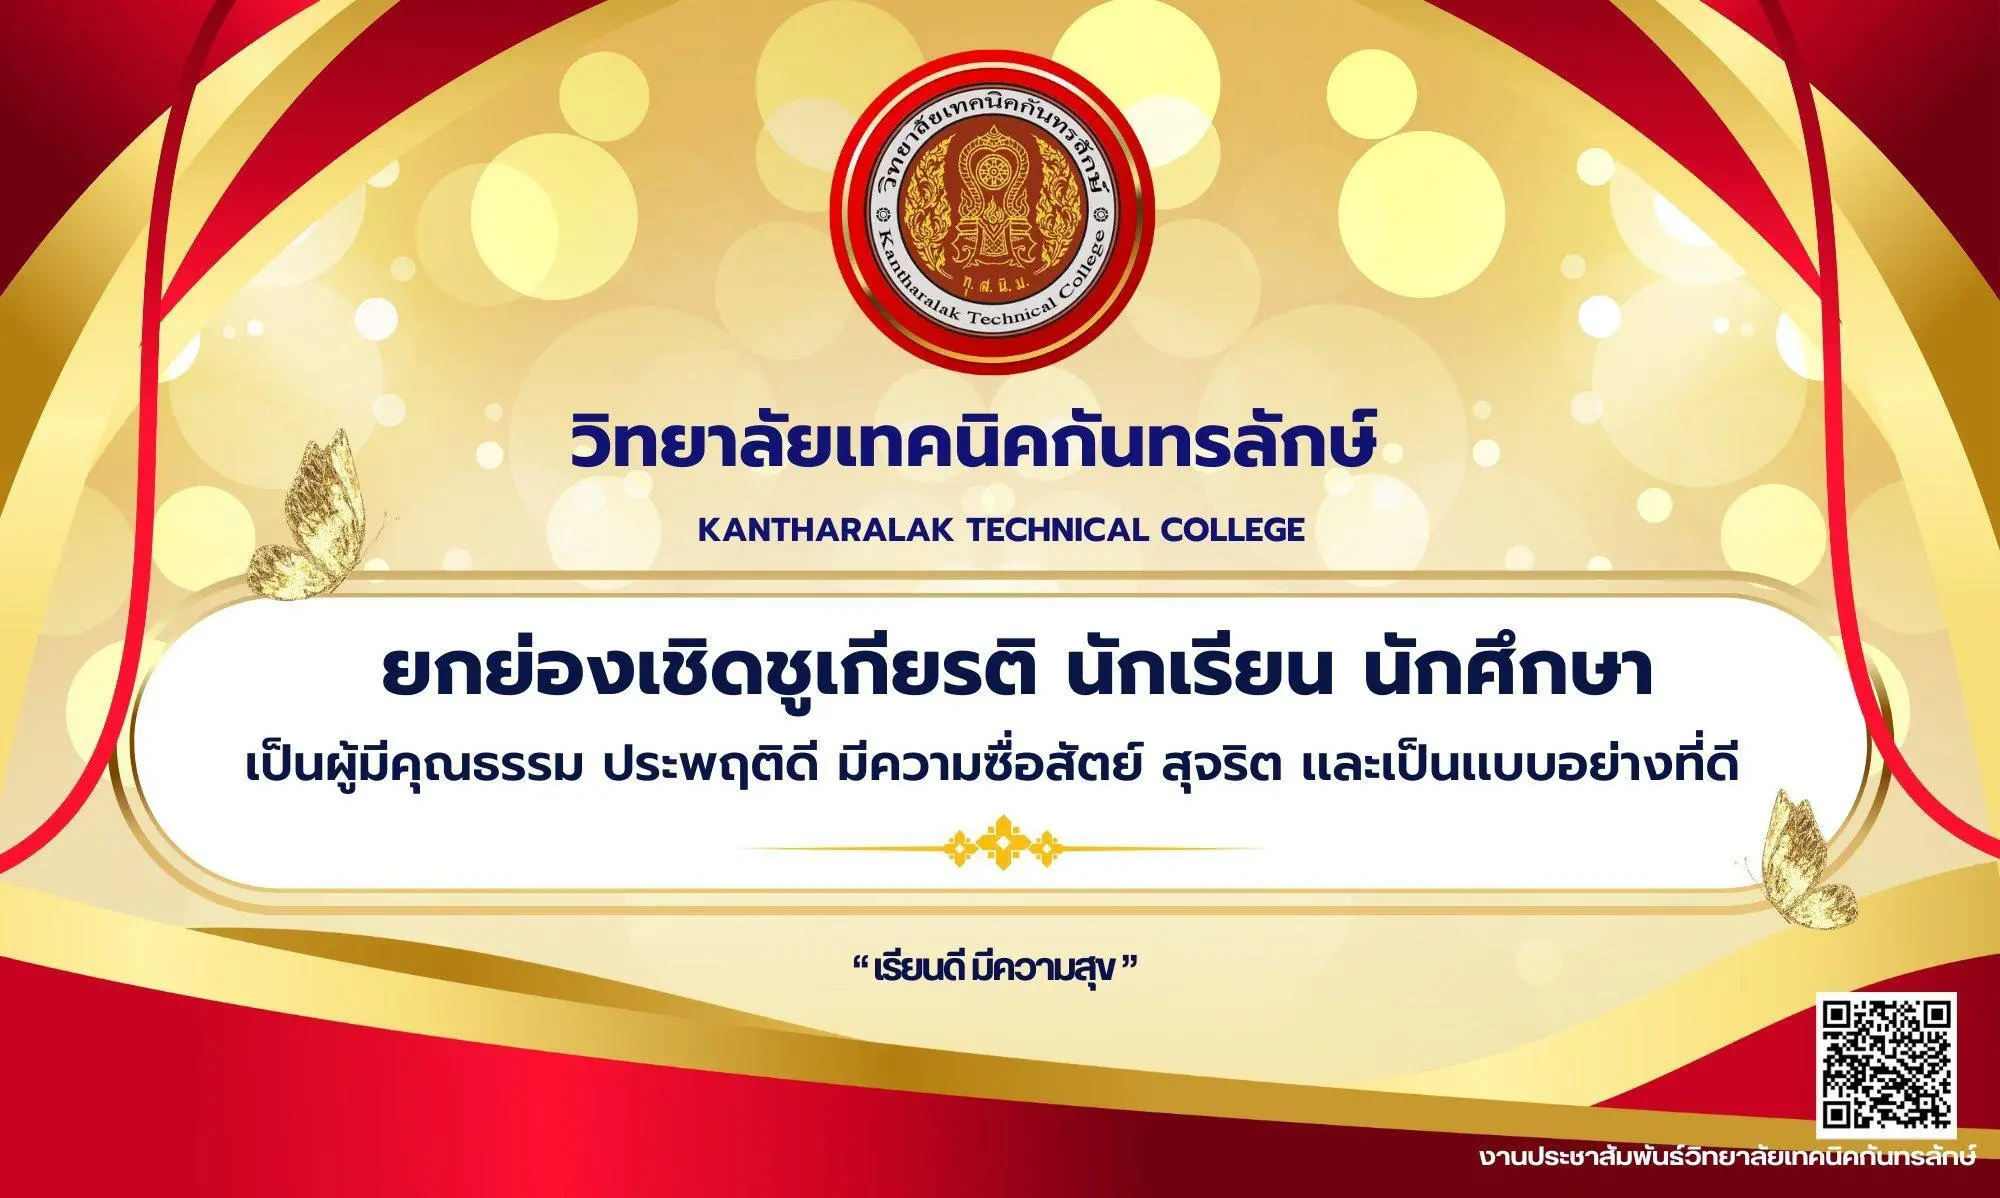 วิทยาลัยเทคนิคกันทรลักษ์
ทุ. ส. นิ. ม.
Kantharalak Technical College
วิทยาลัยเทคนิคกันทรลักษ์
KANTHARALAK TECHNICAL COLLEGE
ยกย่องเชิดชูเกียรติ นักเรียน นักศึกษา
เป็นผู้มีคุณธรรม ประพฤติดี มีความซื่อสัตย์ สุจริต และเป็นแบบอย่างที่ดี
“ เรียนดี มีความสุข ”
งานประชาสัมพันธ์วิทยาลัยเทคนิคกันทรลักษ์